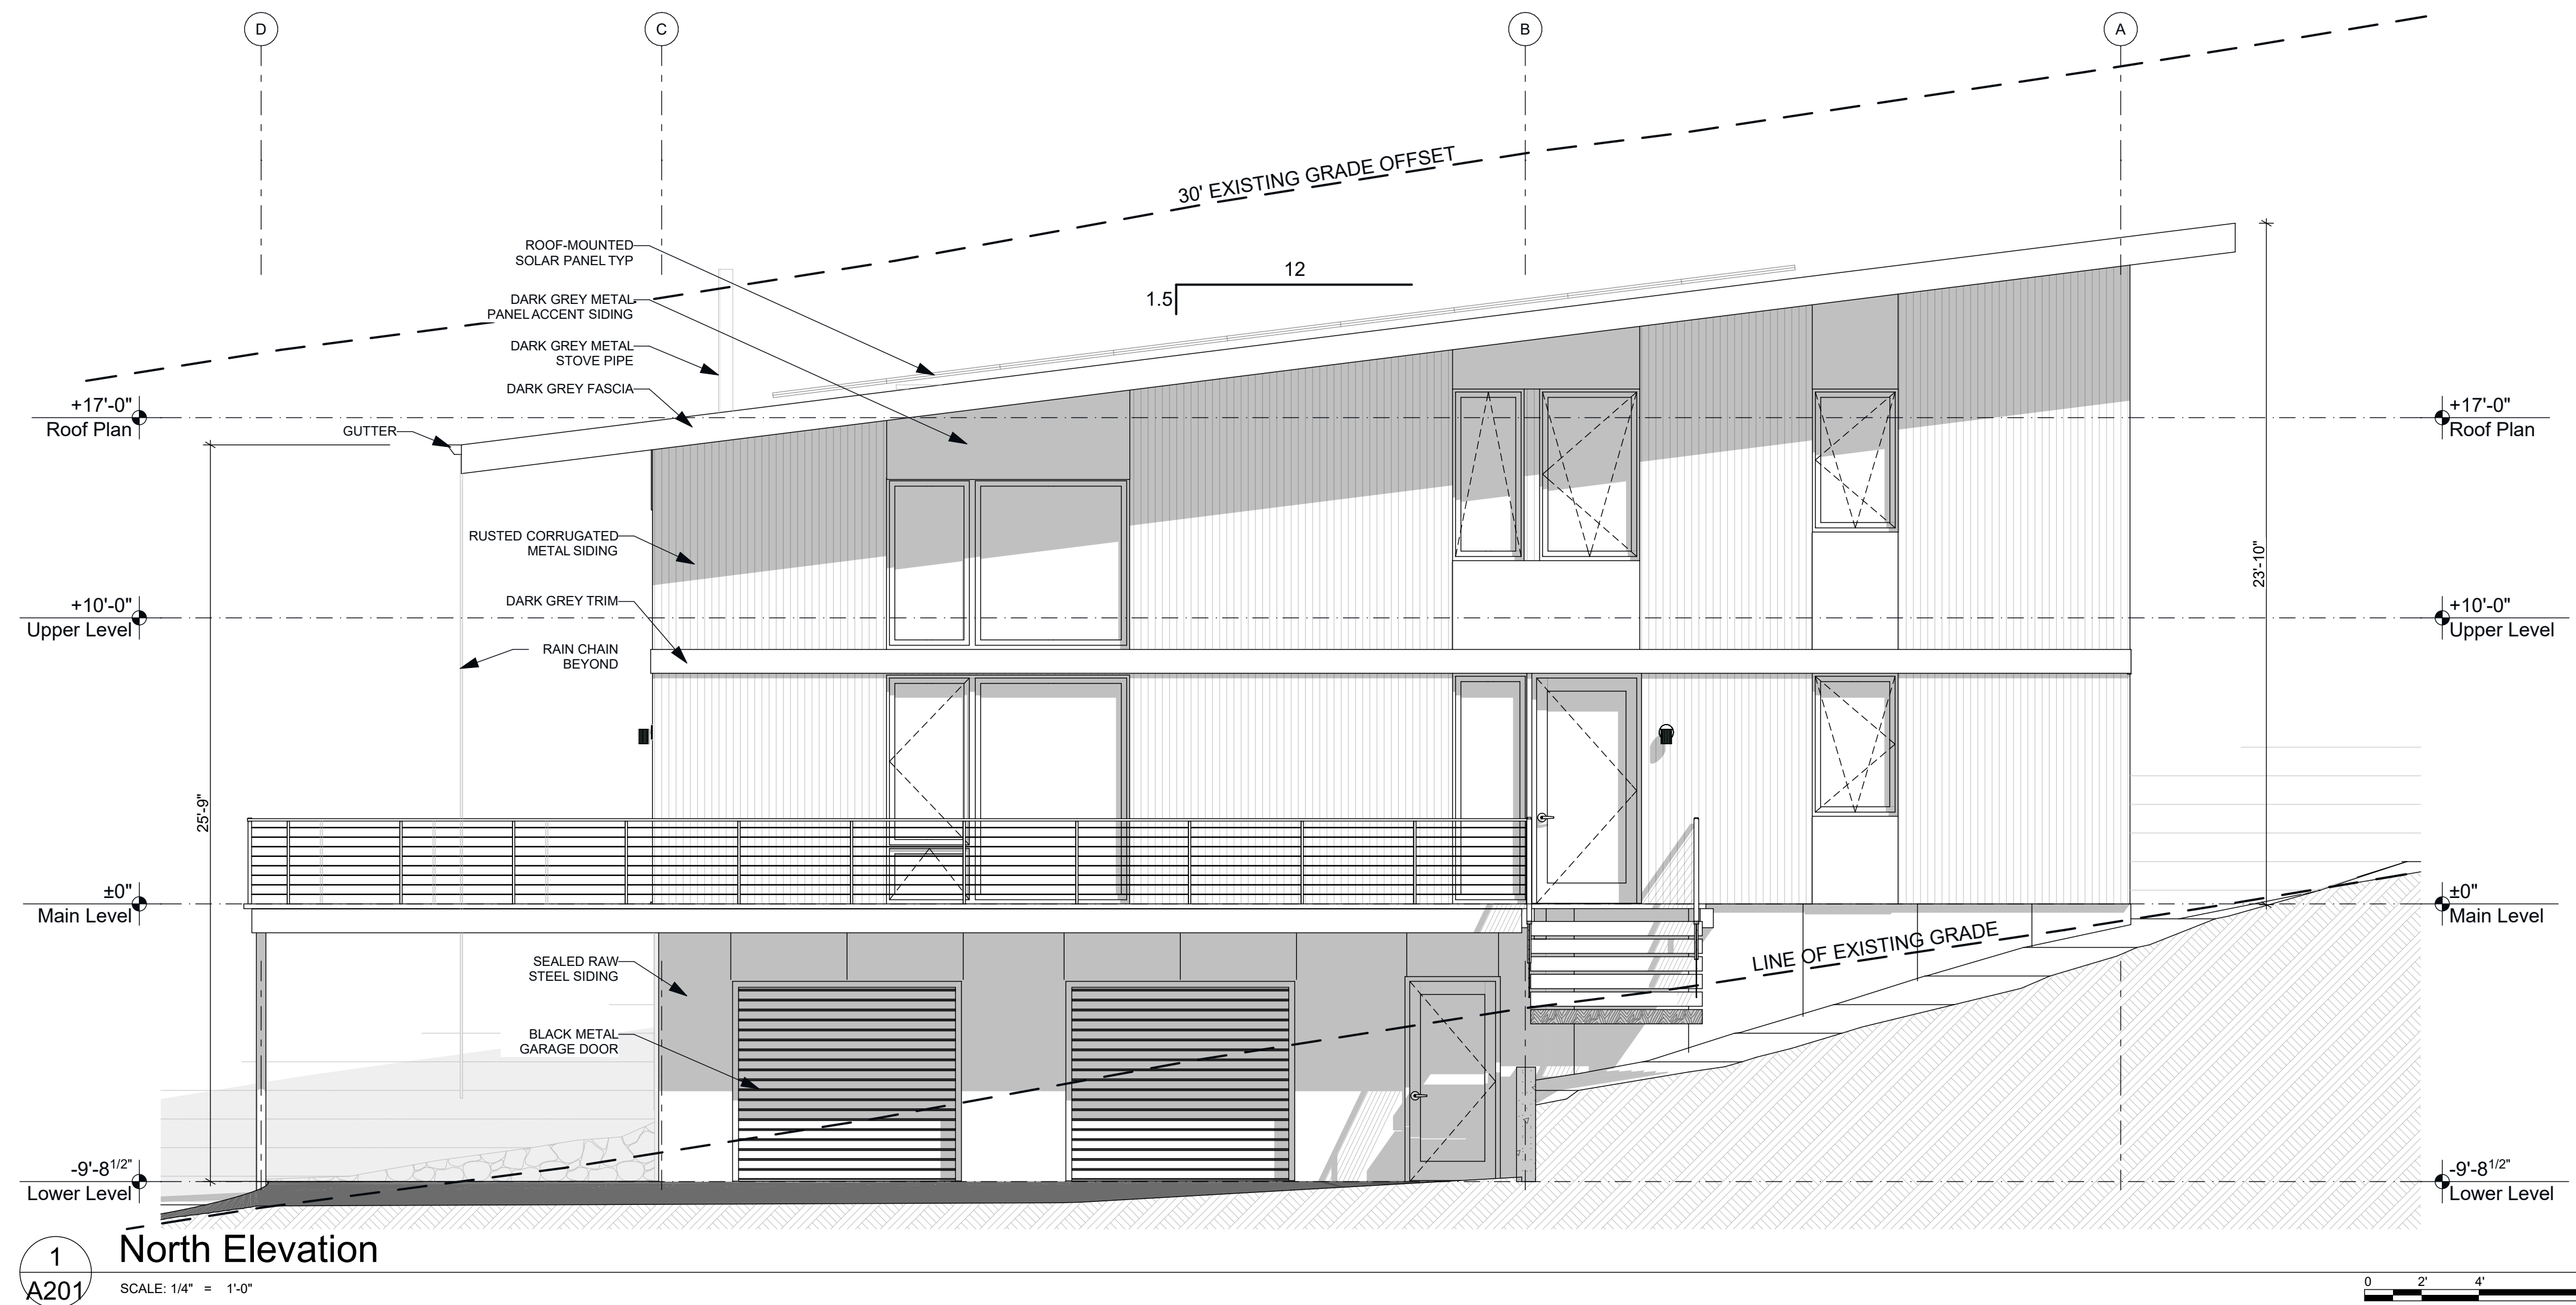 D
C
B
A
30' EXISTING GRADE OFFSET
ROOF-MOUNTED
SOLAR PANEL TYP
12
1.5
DARK GREY METAL
PANEL ACCENT SIDING
DARK GREY METAL
STOVE PIPE
DARK GREY FASCIA
+17'-0"
Roof Plan
+17'-0"
Roof Plan
GUTTER
RUSTED CORRUGATED
METAL SIDING
23'-10"
DARK GREY TRIM
+10'-0"
Upper Level
+10'-0"
Upper Level
RAIN CHAIN
BEYOND
25'-9"
±0"
Main Level
±0"
Main Level
LINE OF EXISTING GRADE
SEALED RAW
STEEL SIDING
BLACK METAL
GARAGE DOOR
-9'-8 1/2"
Lower Level
-9'-8 1/2"
Lower Level
1
A201
North Elevation
SCALE: 1/4" = 1'-0"
0 2' 4'